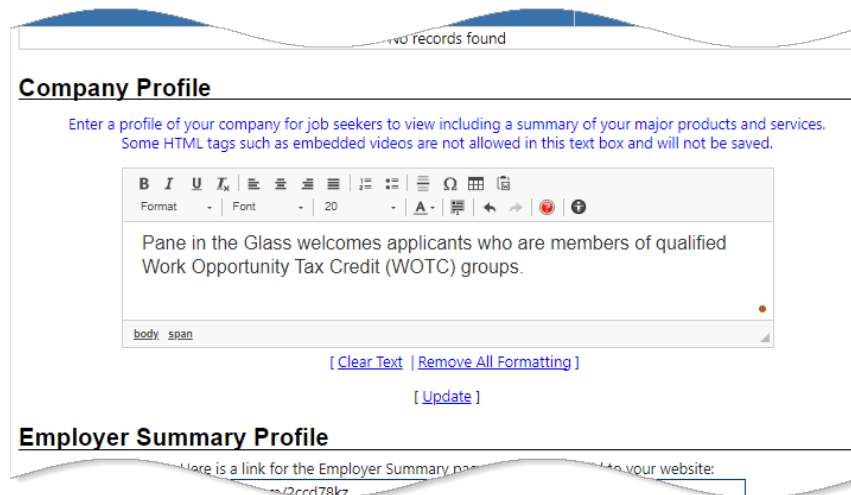 No records found
Company Profile
Enter a profile of your company for job seekers to view including a summary of your major products and services.
Some HTML tags such as embedded videos are not allowed in this text box and will not be saved.
B I U Ix Ω
Format Font 20 A ?
Pane in the Glass welcomes applicants who are members of qualified
Work Opportunity Tax Credit (WOTC) groups.
body span
[ Clear Text | Remove All Formatting ]
[ Update ]
Employer Summary Profile
Here is a link for the Employer Summary your website:
/2ccd78kz